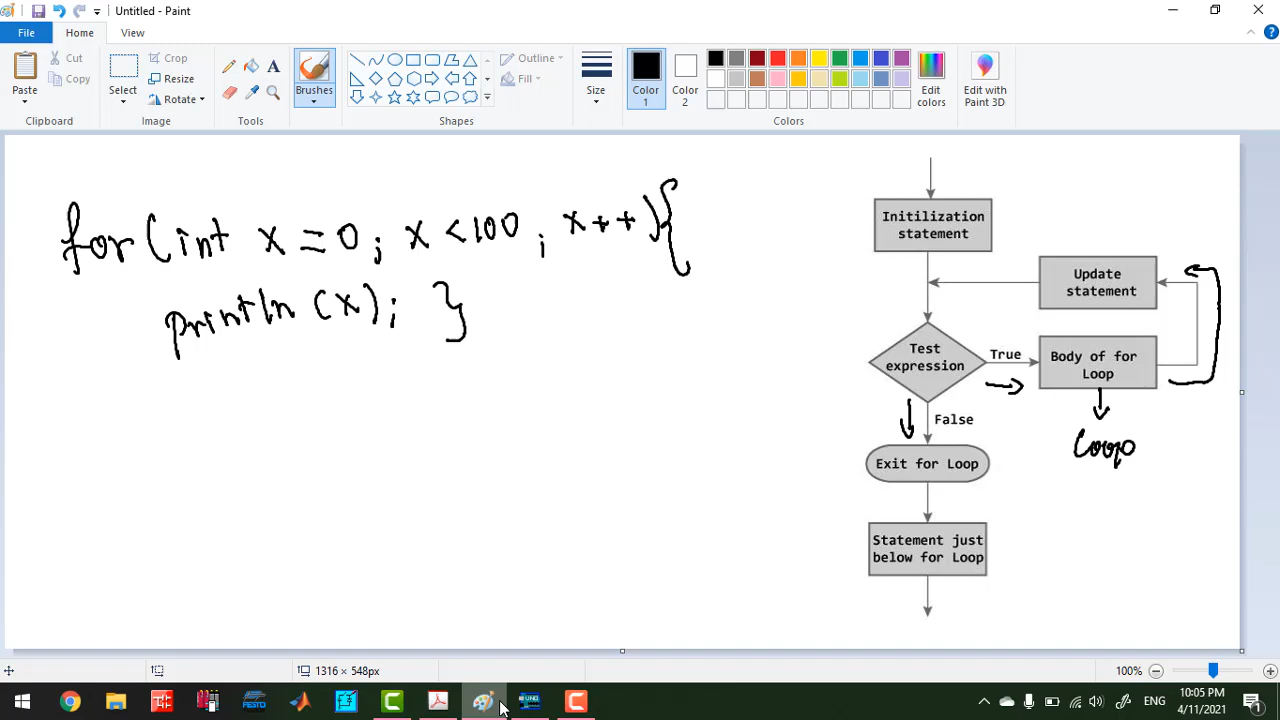 Untitled - Paint
File
Home
View
Paste
Cut
Copy
Clipboard
Select
Crop
Resize
Rotate
Image
Tools
Brushes
Shapes
Outline
Fill
Size
Color 1
Color 2
Colors
Edit colors
Edit with Paint 3D
for (int x = 0; x < 100 ; x++){
println (x); }
Initilization
statement
Update
statement
Test
expression
True
Body of for
Loop
False
Loop
Exit for Loop
Statement just
below for Loop
1316 × 548px
100%
FESTO
ENG
10:05 PM
4/11/2021
1